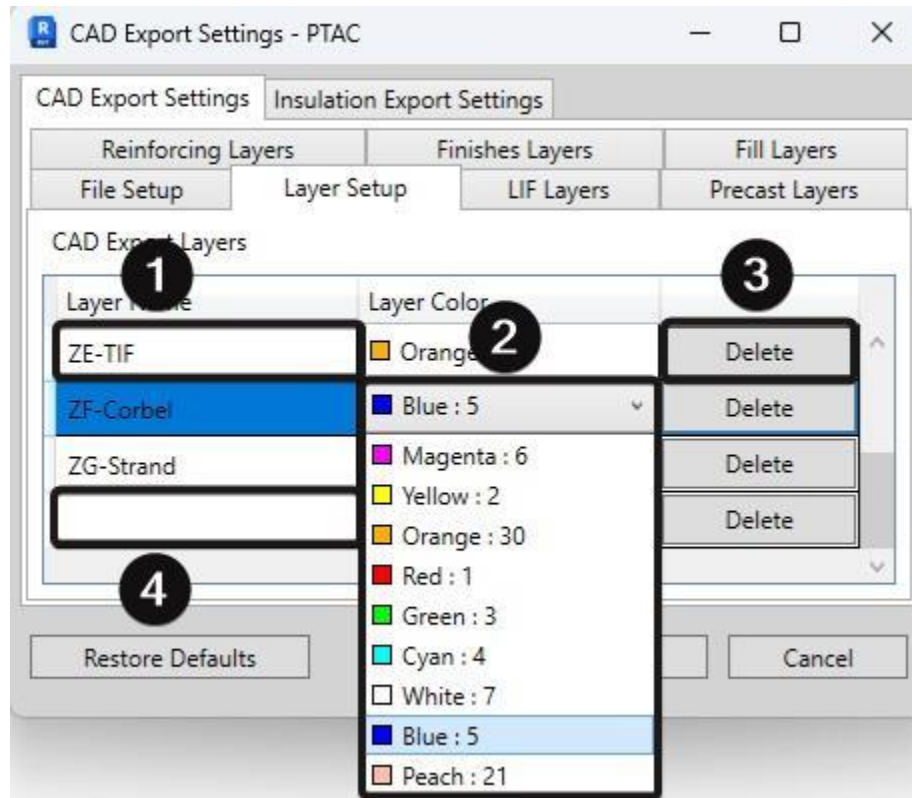 CAD Export Settings - PTAC
CAD Export Settings Insulation Export Settings
Reinforcing Layers Finishes Layers Fill Layers
File Setup Layer Setup LIF Layers Precast Layers
CAD Export Layers
1 3
Layer Layer Color
2
ZE-TIF Delete
ZF-Corbel Blue : 5 Delete
Magenta : 6
ZG-Strand Delete
Yellow : 2
Delete
Orange : 30
Red : 1
4
Green : 3
Restore Defaults Cyan : 4 Cancel
White : 7
Blue : 5
Peach : 21